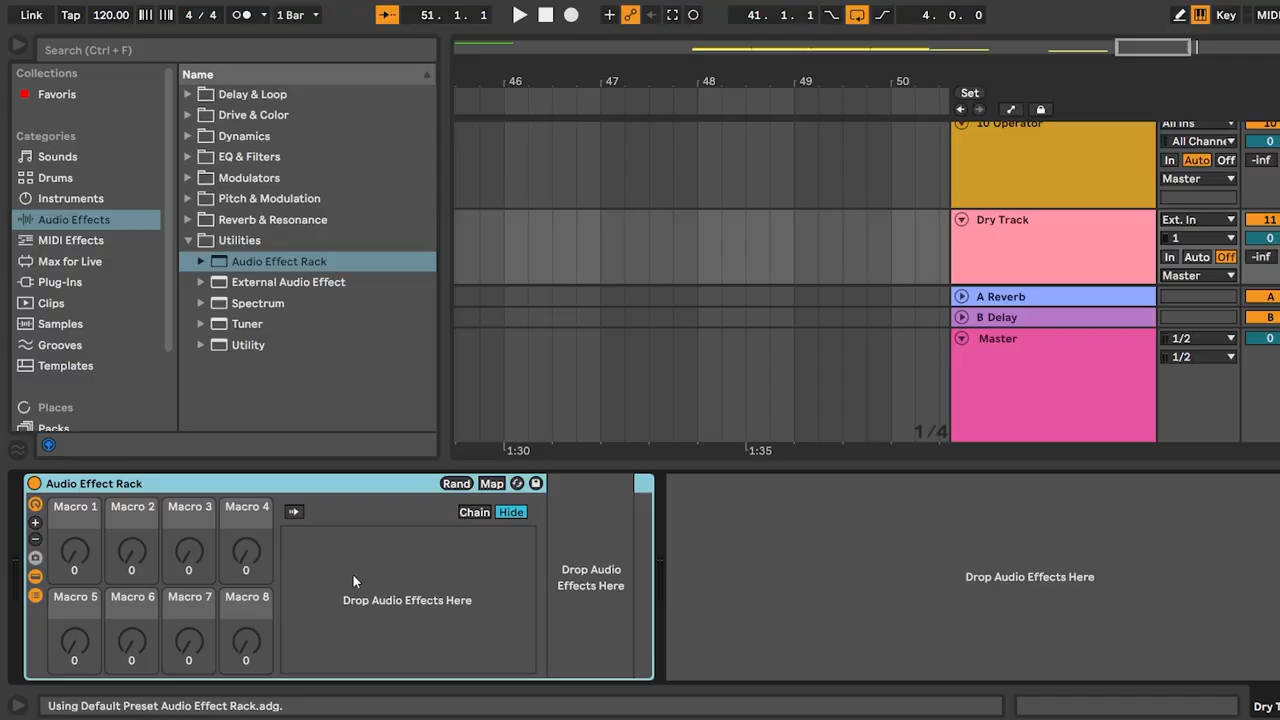 Link Tap 120.00 4 / 4 1 Bar 51. 1. 1 41. 1. 1 4. 0. 0 Key MIDI
Search (Ctrl + F)
Collections
Favoris
Categories
Sounds
Drums
Instruments
Audio Effects
MIDI Effects
Max for Live
Plug-Ins
Clips
Samples
Grooves
Templates
Places
Packs
Name
Delay & Loop
Drive & Color
Dynamics
EQ & Filters
Modulators
Pitch & Modulation
Reverb & Resonance
Utilities
Audio Effect Rack
External Audio Effect
Spectrum
Tuner
Utility
46 47 48 49 50
Set
10 Operator All Ins 10
All Channe 0
In Auto Off -inf
Master
Dry Track Ext. In 11
1 0
In Auto Off -inf
Master
A Reverb A
B Delay B
Master 1/2 0
1/2
1/4
1:30 1:35
Audio Effect Rack Rand Map
Macro 1 Macro 2 Macro 3 Macro 4
0 0 0 0
Macro 5 Macro 6 Macro 7 Macro 8
0 0 0 0
Chain Hide
Drop Audio Effects Here
Drop Audio
Effects Here
Drop Audio Effects Here
Using Default Preset Audio Effect Rack.adg.
Dry T